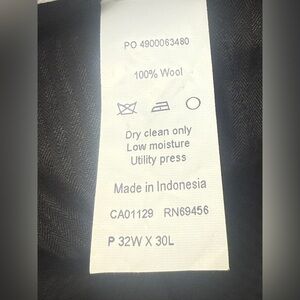 PO 4900063480
100% Wool
Dry clean only
Low moisture
Utility press
Made in Indonesia
CA01129 RN69456
P 32W X 30L